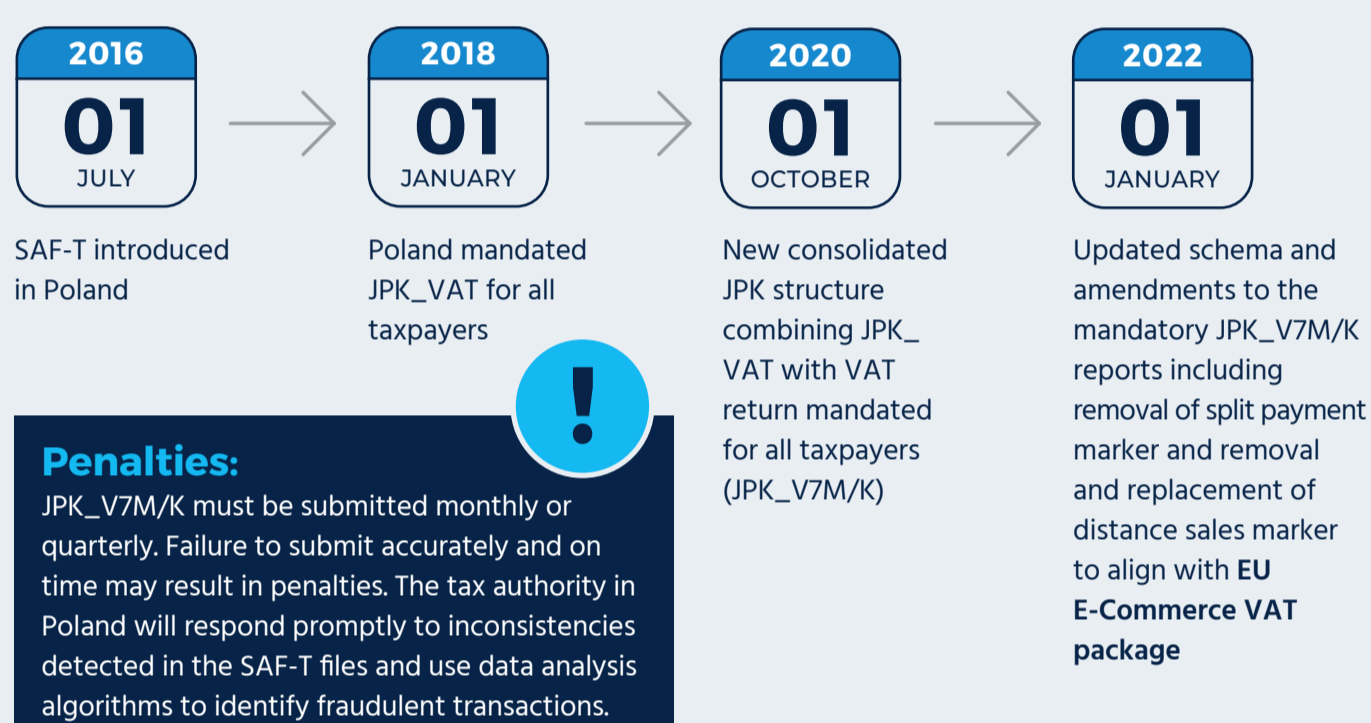 2016
01
JULY
SAF-T introduced
in Poland
2018
01
JANUARY
Poland mandated
JPK_VAT for all
taxpayers
2020
01
OCTOBER
New consolidated
JPK structure
combining JPK_
VAT with VAT
return mandated
for all taxpayers
(JPK_V7M/K)
2022
01
JANUARY
Updated schema and
amendments to the
mandatory JPK_V7M/K
reports including
removal of split payment
marker and removal
and replacement of
distance sales marker
to align with EU
E-Commerce VAT
package
!
Penalties:
JPK_V7M/K must be submitted monthly or
quarterly. Failure to submit accurately and on
time may result in penalties. The tax authority in
Poland will respond promptly to inconsistencies
detected in the SAF-T files and use data analysis
algorithms to identify fraudulent transactions.